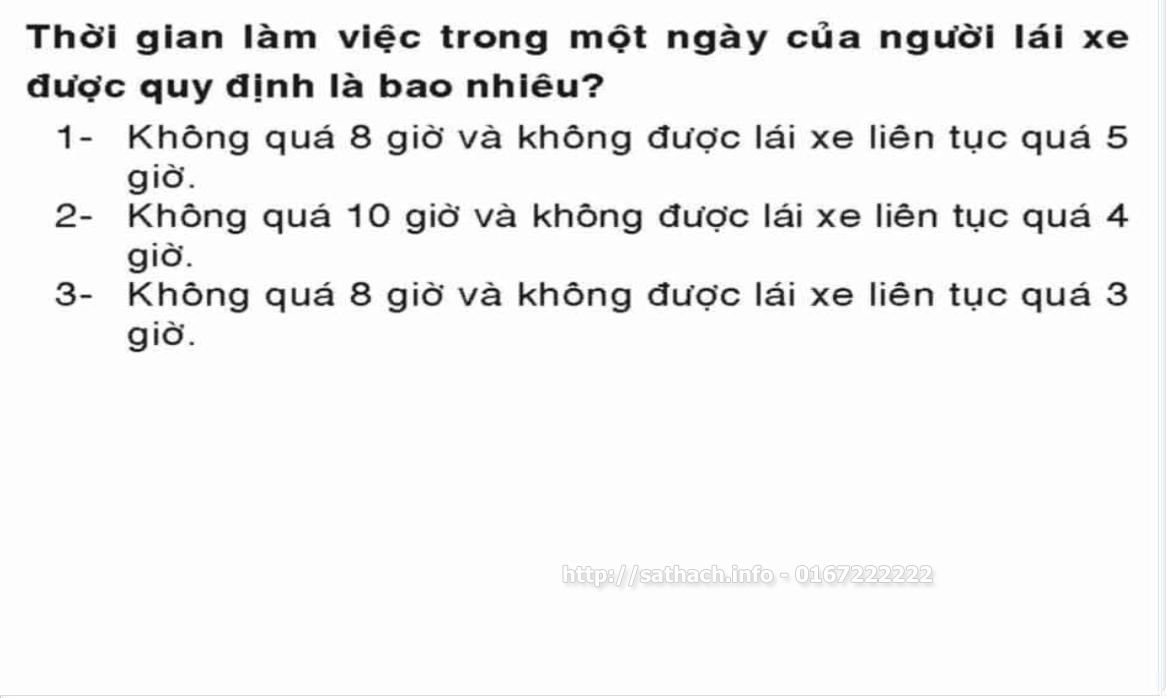 Thời gian làm việc trong một ngày của người lái xe
được quy định là bao nhiêu?
1- Không quá 8 giờ và không được lái xe liên tục quá 5
giờ.
2- Không quá 10 giờ và không được lái xe liên tục quá 4
giờ.
3- Không quá 8 giờ và không được lái xe liên tục quá 3
giờ.
http://sathach.info - 0167222222